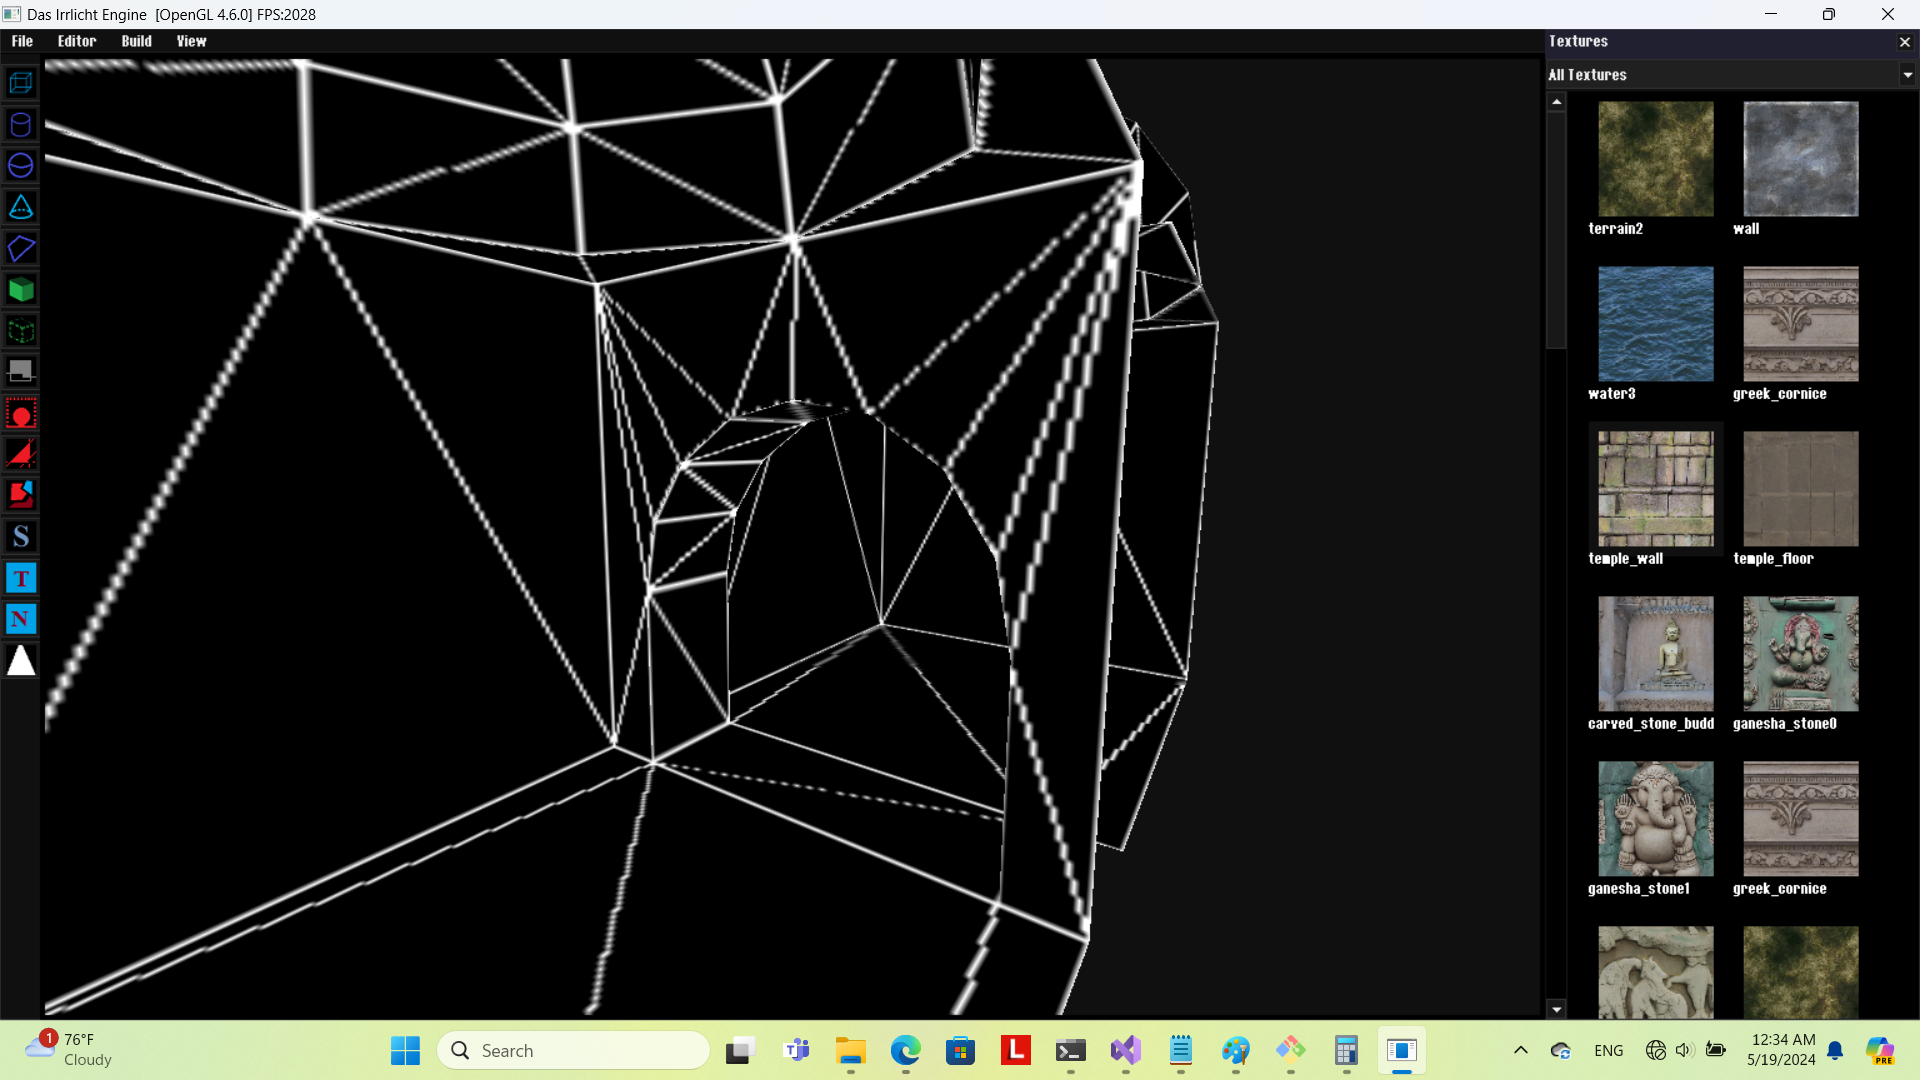 Das Irrlicht Engine [OpenGL 4.6.0] FPS:2028
File Editor Build View
Textures
All Textures
terrain2 wall
water3 greek_cornice
temple_wall temple_floor
carved_stone_budd ganesha_stone0
ganesha_stone1 greek_cornice
S
T
N
1
76°F
Cloudy
Search
T
L
ENG
12:34 AM
5/19/2024
PRE